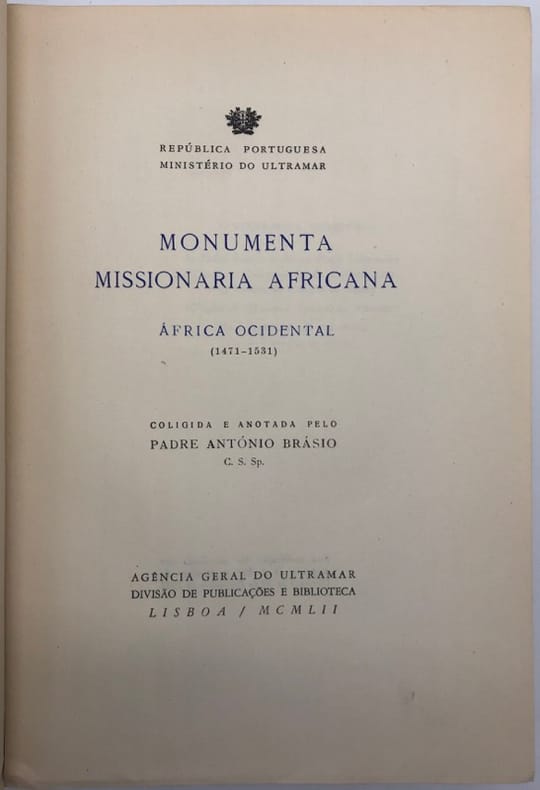 REPÚBLICA PORTUGUESA
MINISTÉRIO DO ULTRAMAR
MONUMENTA
MISSIONARIA AFRICANA
ÁFRICA OCIDENTAL
(1471-1531)
COLIGIDA E ANOTADA PELO
PADRE ANTÓNIO BRÁSIO
C. S. Sp.
AGÊNCIA GERAL DO ULTRAMAR
DIVISÃO DE PUBLICAÇÕES E BIBLIOTECA
LISBOA / MCMLII